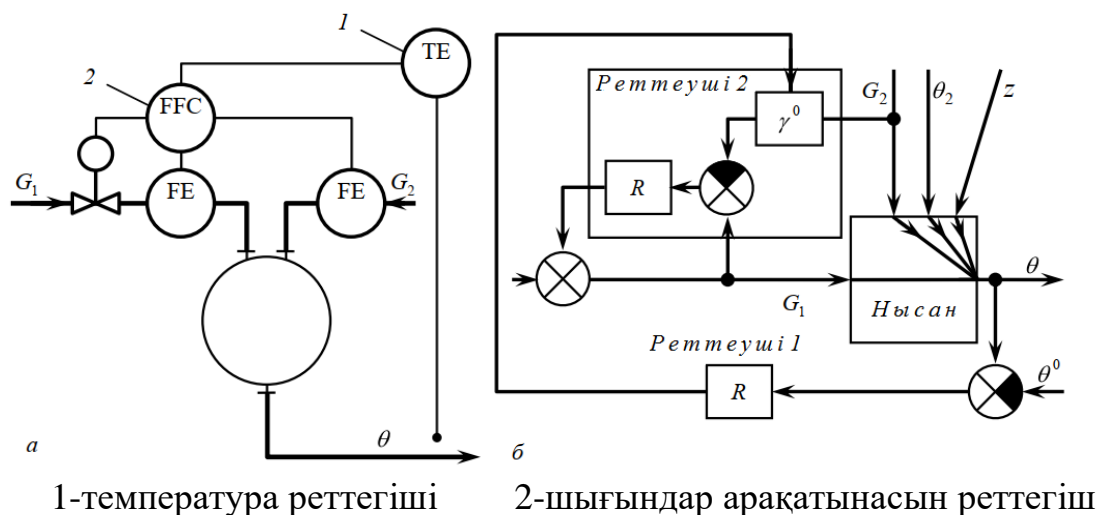 1
TE
2
FFC
G₁
FE
FE
G₂
θ
а
Реттеуші 2
γ⁰
R
G₂
θ₂
z
G₁
θ
Нысан
Реттеуші 1
R
θ⁰
б
1-температура реттегіші 2-шығындар арақатынасын реттегіш